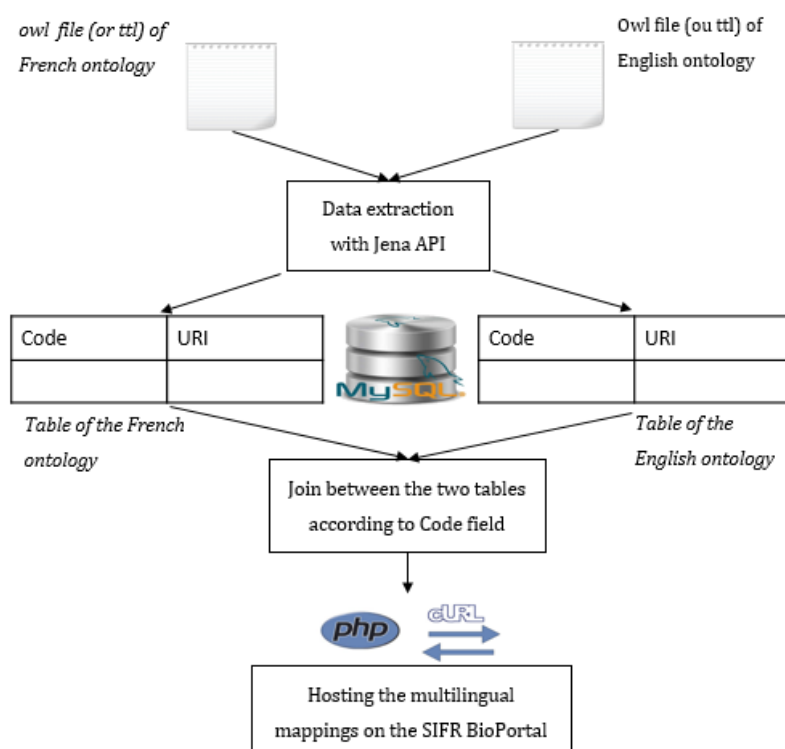 owl file (or ttl) of
French ontology
Owl file (ou ttl) of
English ontology
Data extraction
with Jena API
Code URI
Code URI
MySQL
Table of the French
ontology
Table of the
English ontology
Join between the two tables
according to Code field
php
cURL
Hosting the multilingual
mappings on the SIFR BioPortal